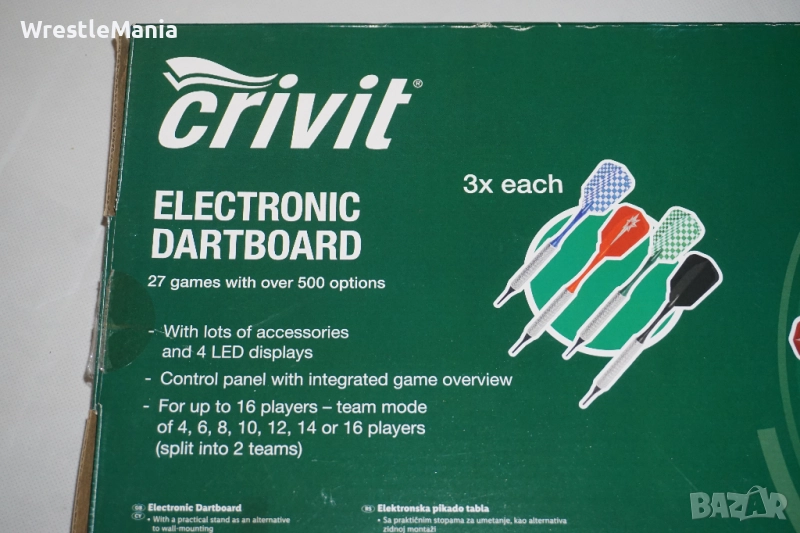 WrestleMania
crivit®
ELECTRONIC
DARTBOARD
27 games with over 500 options
3x each
- With lots of accessories
and 4 LED displays
- Control panel with integrated game overview
- For up to 16 players – team mode
of 4, 6, 8, 10, 12, 14 or 16 players
(split into 2 teams)
GB CY Electronic Dartboard
• With a practical stand as an alternative
to wall-mounting
RS Elektronska pikado tabla
• Sa praktičnim stopama za umetanje, kao alternativa
zidnoj montaži
BAZAR